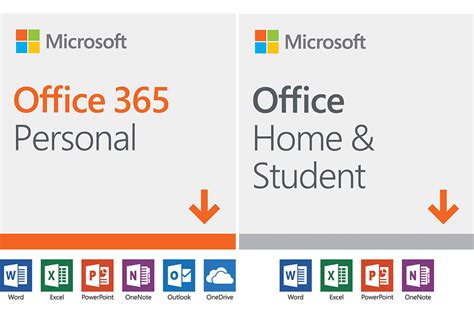 Microsoft
Office 365
Personal
Word Excel PowerPoint OneNote Outlook OneDrive
Microsoft
Office
Home &
Student
Word Excel PowerPoint OneNote